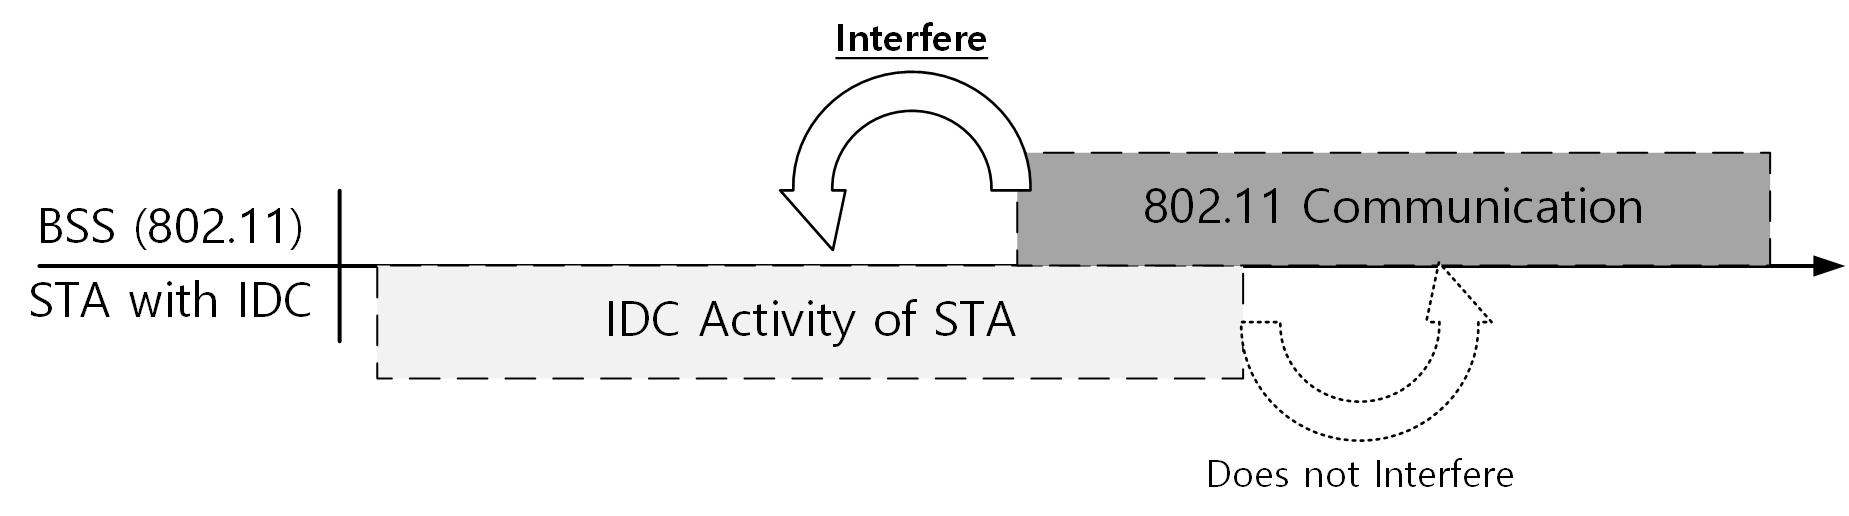 Interfere
BSS (802.11)
802.11 Communication
STA with IDC
IDC Activity of STA
Does not Interfere